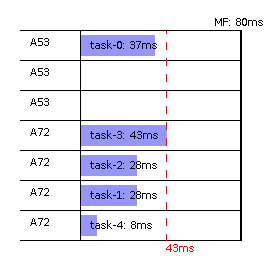 MF: 80ms
A53 task-0: 37ms
A53
A53
A72 task-3: 43ms
A72 task-2: 28ms
A72 task-1: 28ms
A72 task-4: 8ms
43ms